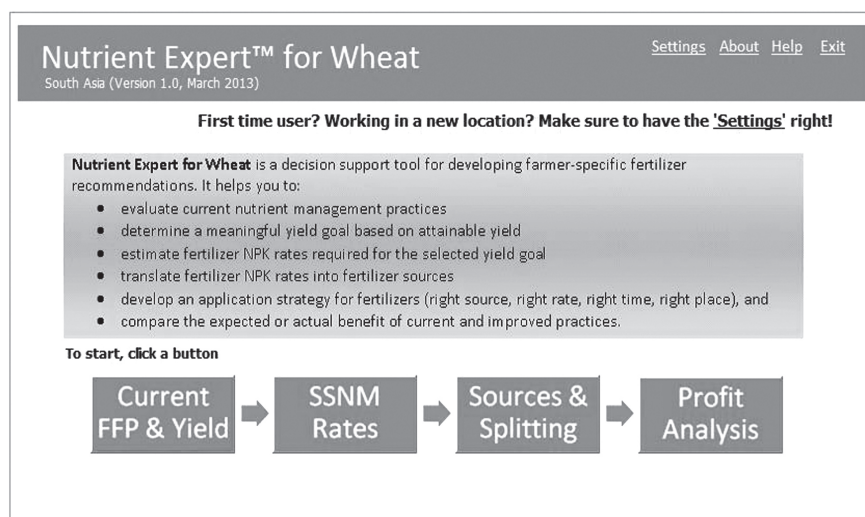 Nutrient Expert™ for Wheat
Settings About Help Exit
South Asia (Version 1.0, March 2013)
First time user? Working in a new location? Make sure to have the 'Settings' right!
Nutrient Expert for Wheat is a decision support tool for developing farmer-specific fertilizer
recommendations. It helps you to:
• evaluate current nutrient management practices
• determine a meaningful yield goal based on attainable yield
• estimate fertilizer NPK rates required for the selected yield goal
• translate fertilizer NPK rates into fertilizer sources
• develop an application strategy for fertilizers (right source, right rate, right time, right place), and
• compare the expected or actual benefit of current and improved practices.
To start, click a button
Current
FFP & Yield
SSNM
Rates
Sources &
Splitting
Profit
Analysis